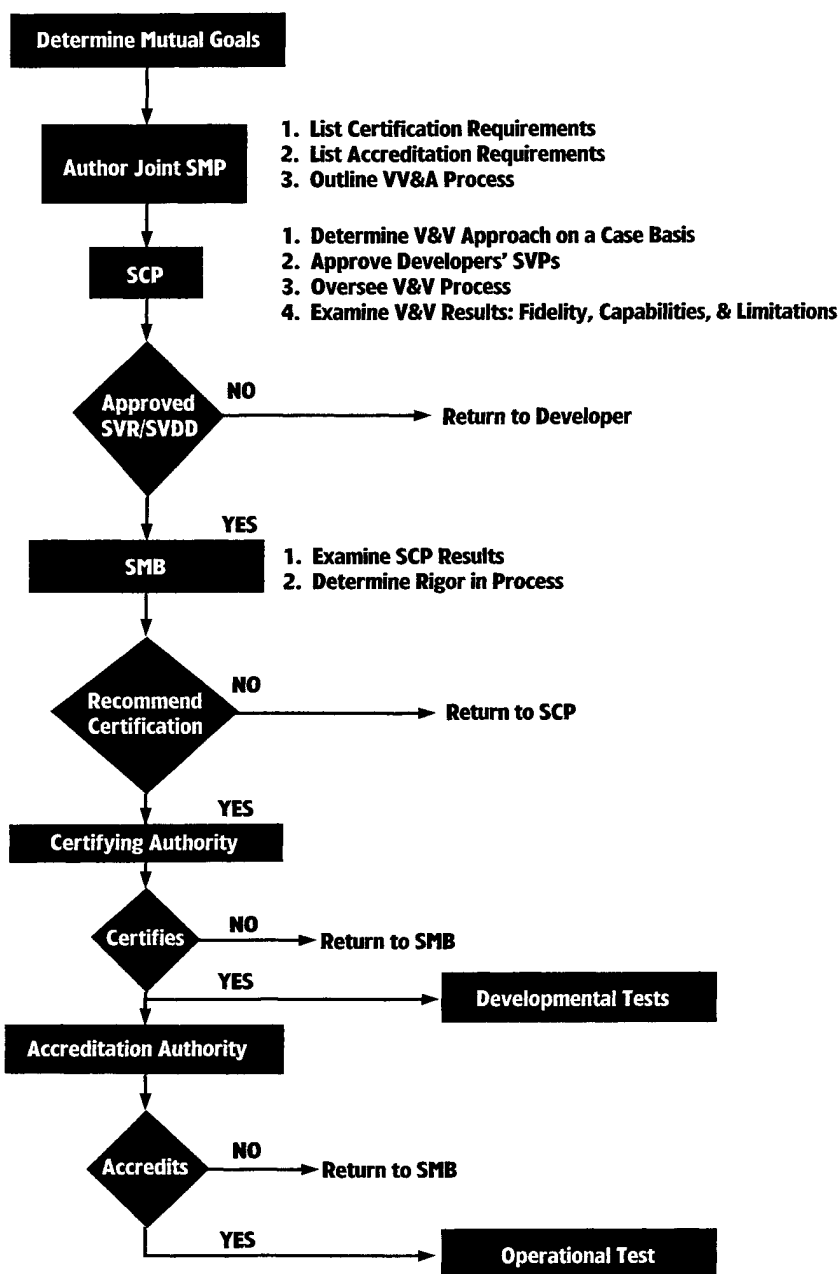 Determine Mutual Goals
Author Joint SMP
1. List Certification Requirements
2. List Accreditation Requirements
3. Outline VV&A Process
SCP
1. Determine V&V Approach on a Case Basis
2. Approve Developers' SVPs
3. Oversee V&V Process
4. Examine V&V Results: Fidelity, Capabilities, & Limitations
Approved
SVR/SVDD
NO
Return to Developer
YES
SMB
1. Examine SCP Results
2. Determine Rigor in Process
Recommend
Certification
NO
Return to SCP
YES
Certifying Authority
Certifies
NO
Return to SMB
YES
Developmental Tests
Accreditation Authority
Accredits
NO
Return to SMB
YES
Operational Test